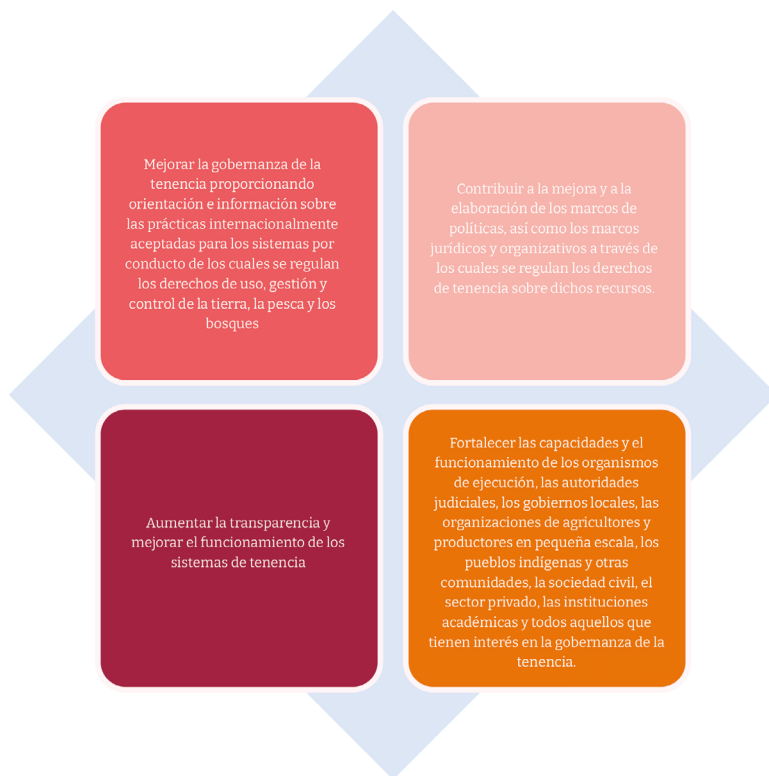 Mejorar la gobernanza de la
tenencia proporcionando
orientación e información sobre
las prácticas internacionalmente
aceptadas para los sistemas por
conducto de los cuales se regulan
los derechos de uso, gestión y
control de la tierra, la pesca y los
bosques
Contribuir a la mejora y a la
elaboración de los marcos de
políticas, así como los marcos
jurídicos y organizativos a través de
los cuales se regulan los derechos
de tenencia sobre dichos recursos.
Aumentar la transparencia y
mejorar el funcionamiento de los
sistemas de tenencia
Fortalecer las capacidades y el
funcionamiento de los organismos
de ejecución, las autoridades
judiciales, los gobiernos locales, las
organizaciones de agricultores y
productores en pequeña escala, los
pueblos indígenas y otras
comunidades, la sociedad civil, el
sector privado, las instituciones
académicas y todos aquellos que
tienen interés en la gobernanza de la
tenencia.